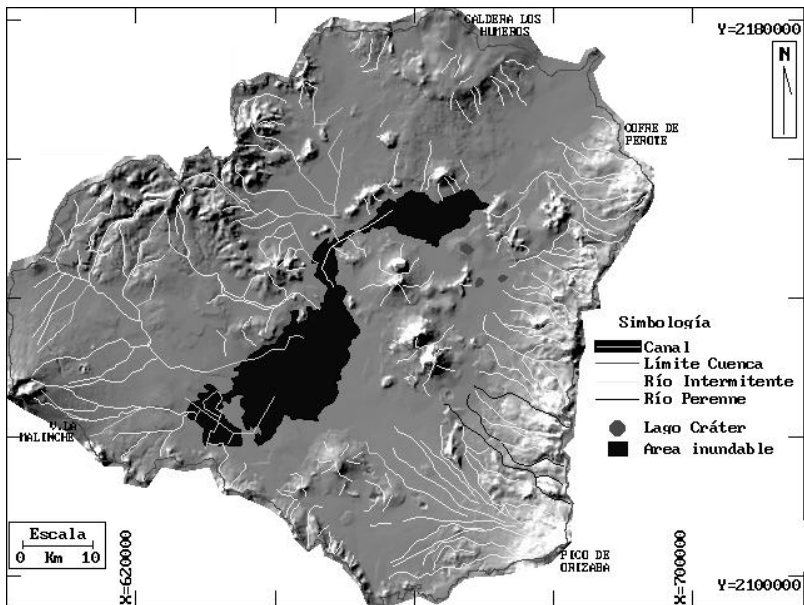 CALDERA LOS
HUMEROS
Y=2180000
N
COFRE DE
PEROTE
Simbología
Canal
Límite Cuenca
Río Intermitente
Río Perenne
Lago Cráter
Area inundable
V.LA
MALINCHE
Escala
0 Km 10
X=620000
PICO DE
ORIZABA
X=700000
Y=2100000